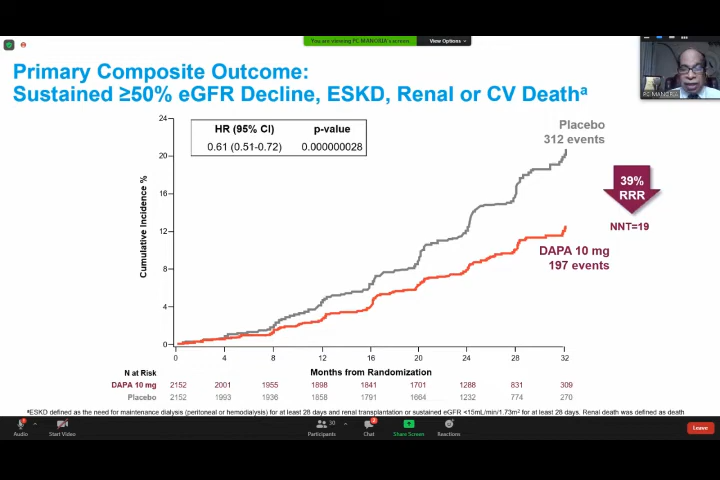 You are viewing PC MANORIA's screen
View Options
PC MANORIA
Primary Composite Outcome:
Sustained ≥50% eGFR Decline, ESKD, Renal or CV Deathᵃ
HR (95% CI) p-value
0.61 (0.51-0.72) 0.000000028
Placebo
312 events
39%
RRR
NNT=19
DAPA 10 mg
197 events
Cumulative Incidence %
24
20
16
12
8
4
0
0 4 8 12 16 20 24 28 32
Months from Randomization
N at Risk
DAPA 10 mg 2152 2001 1955 1898 1841 1701 1288 831 309
Placebo 2152 1993 1936 1858 1791 1664 1232 774 270
ᵃESKD defined as the need for maintenance dialysis (peritoneal or hemodialysis) for at least 28 days and renal transplantation or sustained eGFR <15mL/min/1.73m² for at least 28 days. Renal death was defined as death
Audio
Start Video
Participants
30
Chat
Share Screen
Reactions
Leave